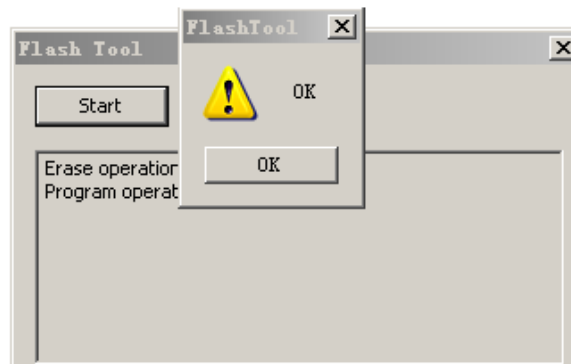 FlashTool
Flash Tool
Start
OK
OK
Erase operation
Program operat